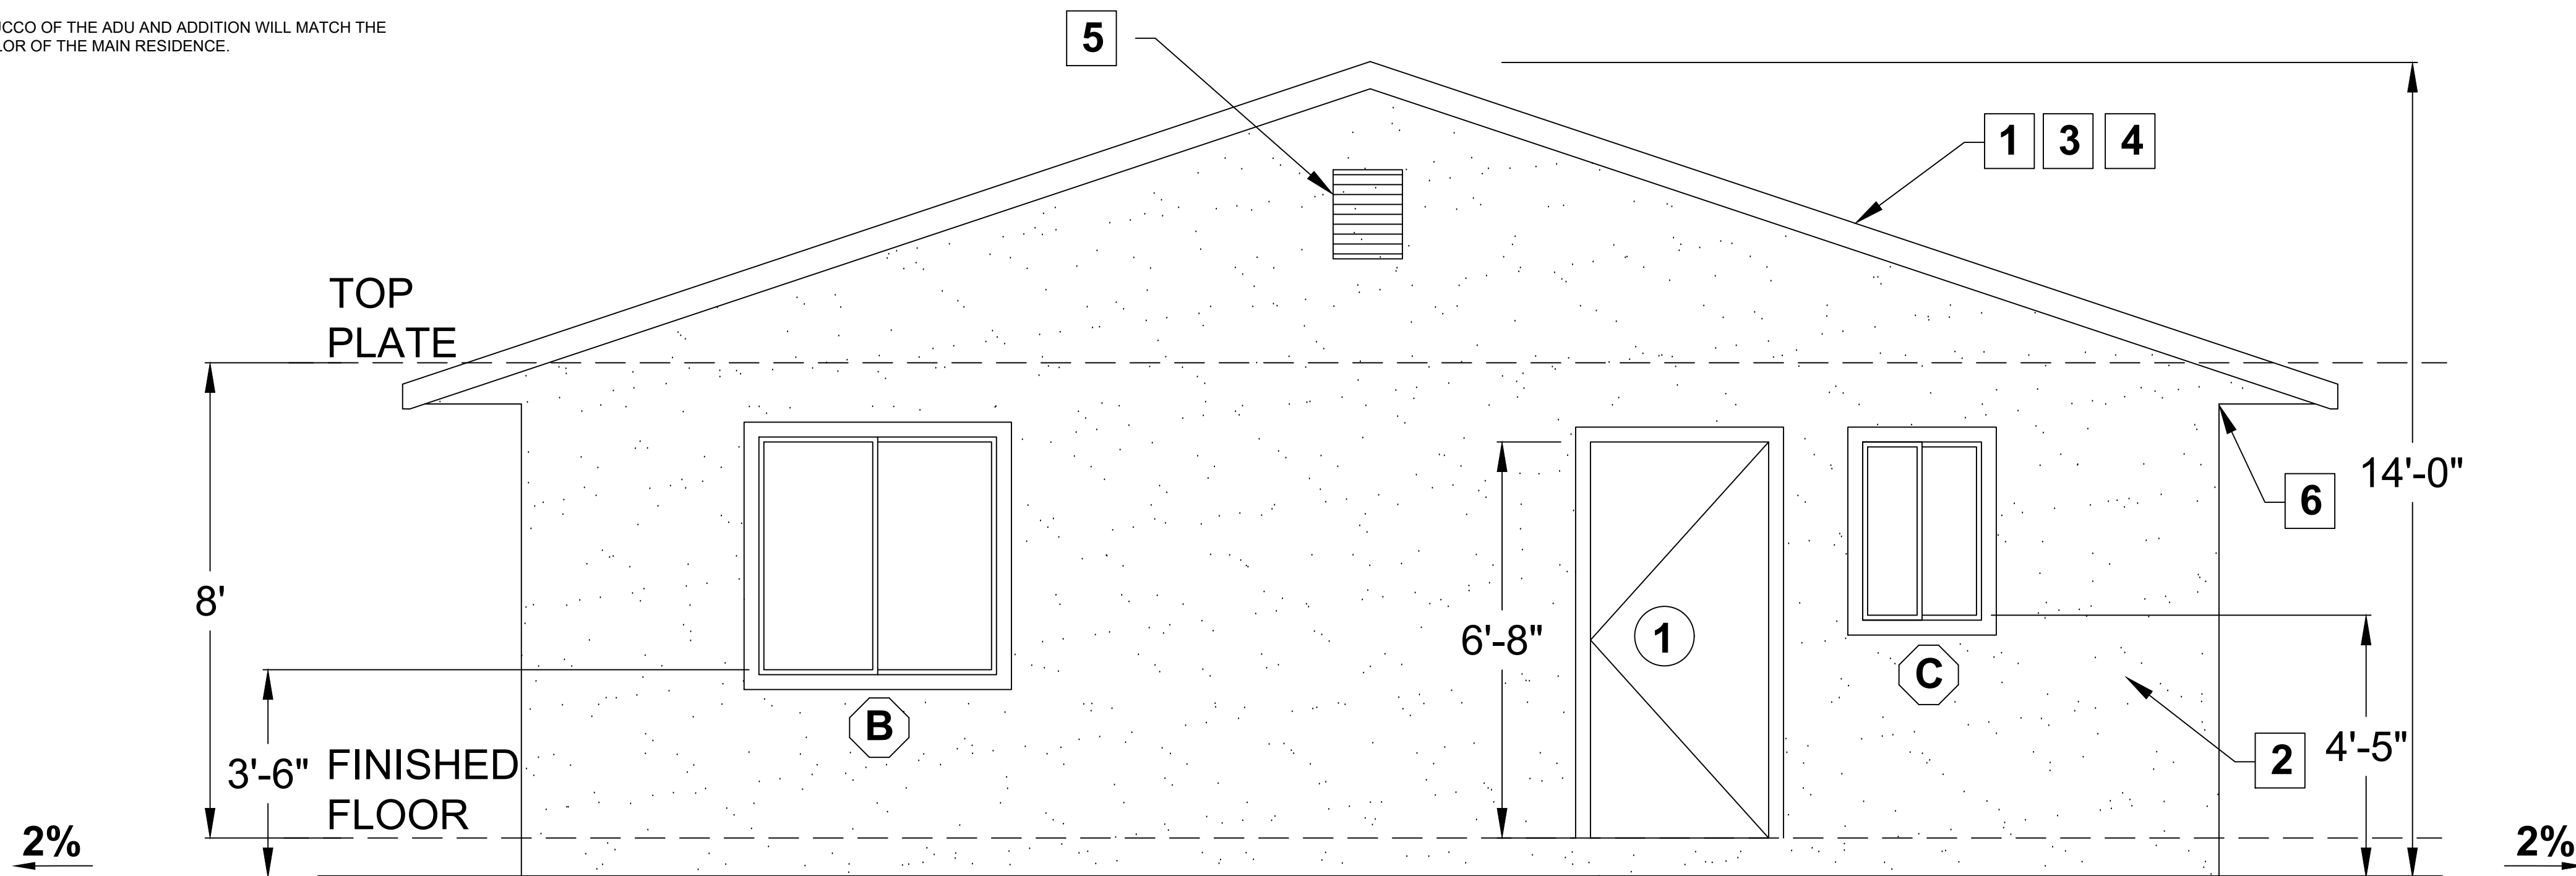 UCCO OF THE ADU AND ADDITION WILL MATCH THE
LOR OF THE MAIN RESIDENCE.
5
1 3 4
TOP
PLATE
14'-0"
6
8'
6'-8"
1
C
B
2
4'-5"
3'-6"
FINISHED
FLOOR
2%
2%